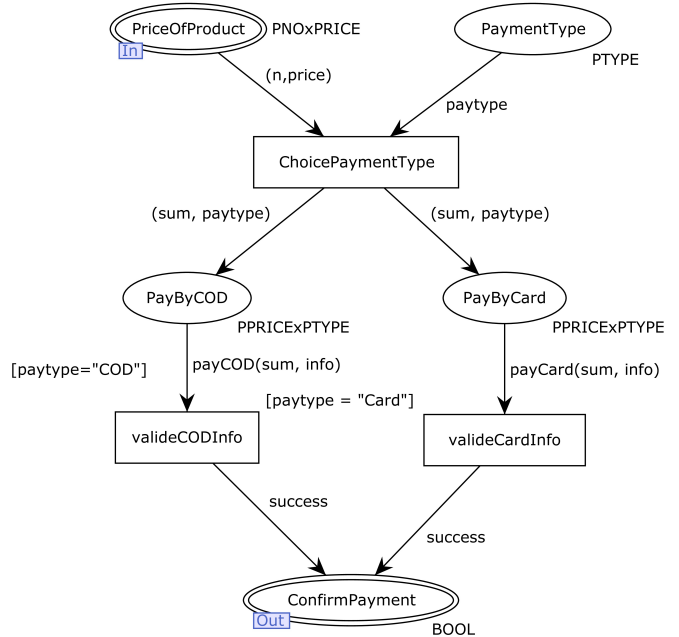 PriceOfProduct
PNOxPRICE
In
PaymentType
PTYPE
(n,price)
paytype
ChoicePaymentType
(sum, paytype)
(sum, paytype)
PayByCOD
PPRICExPTYPE
PayByCard
PPRICExPTYPE
[paytype="COD"]
payCOD(sum, info)
[paytype = "Card"]
payCard(sum, info)
valideCODInfo
valideCardInfo
success
success
ConfirmPayment
Out
BOOL